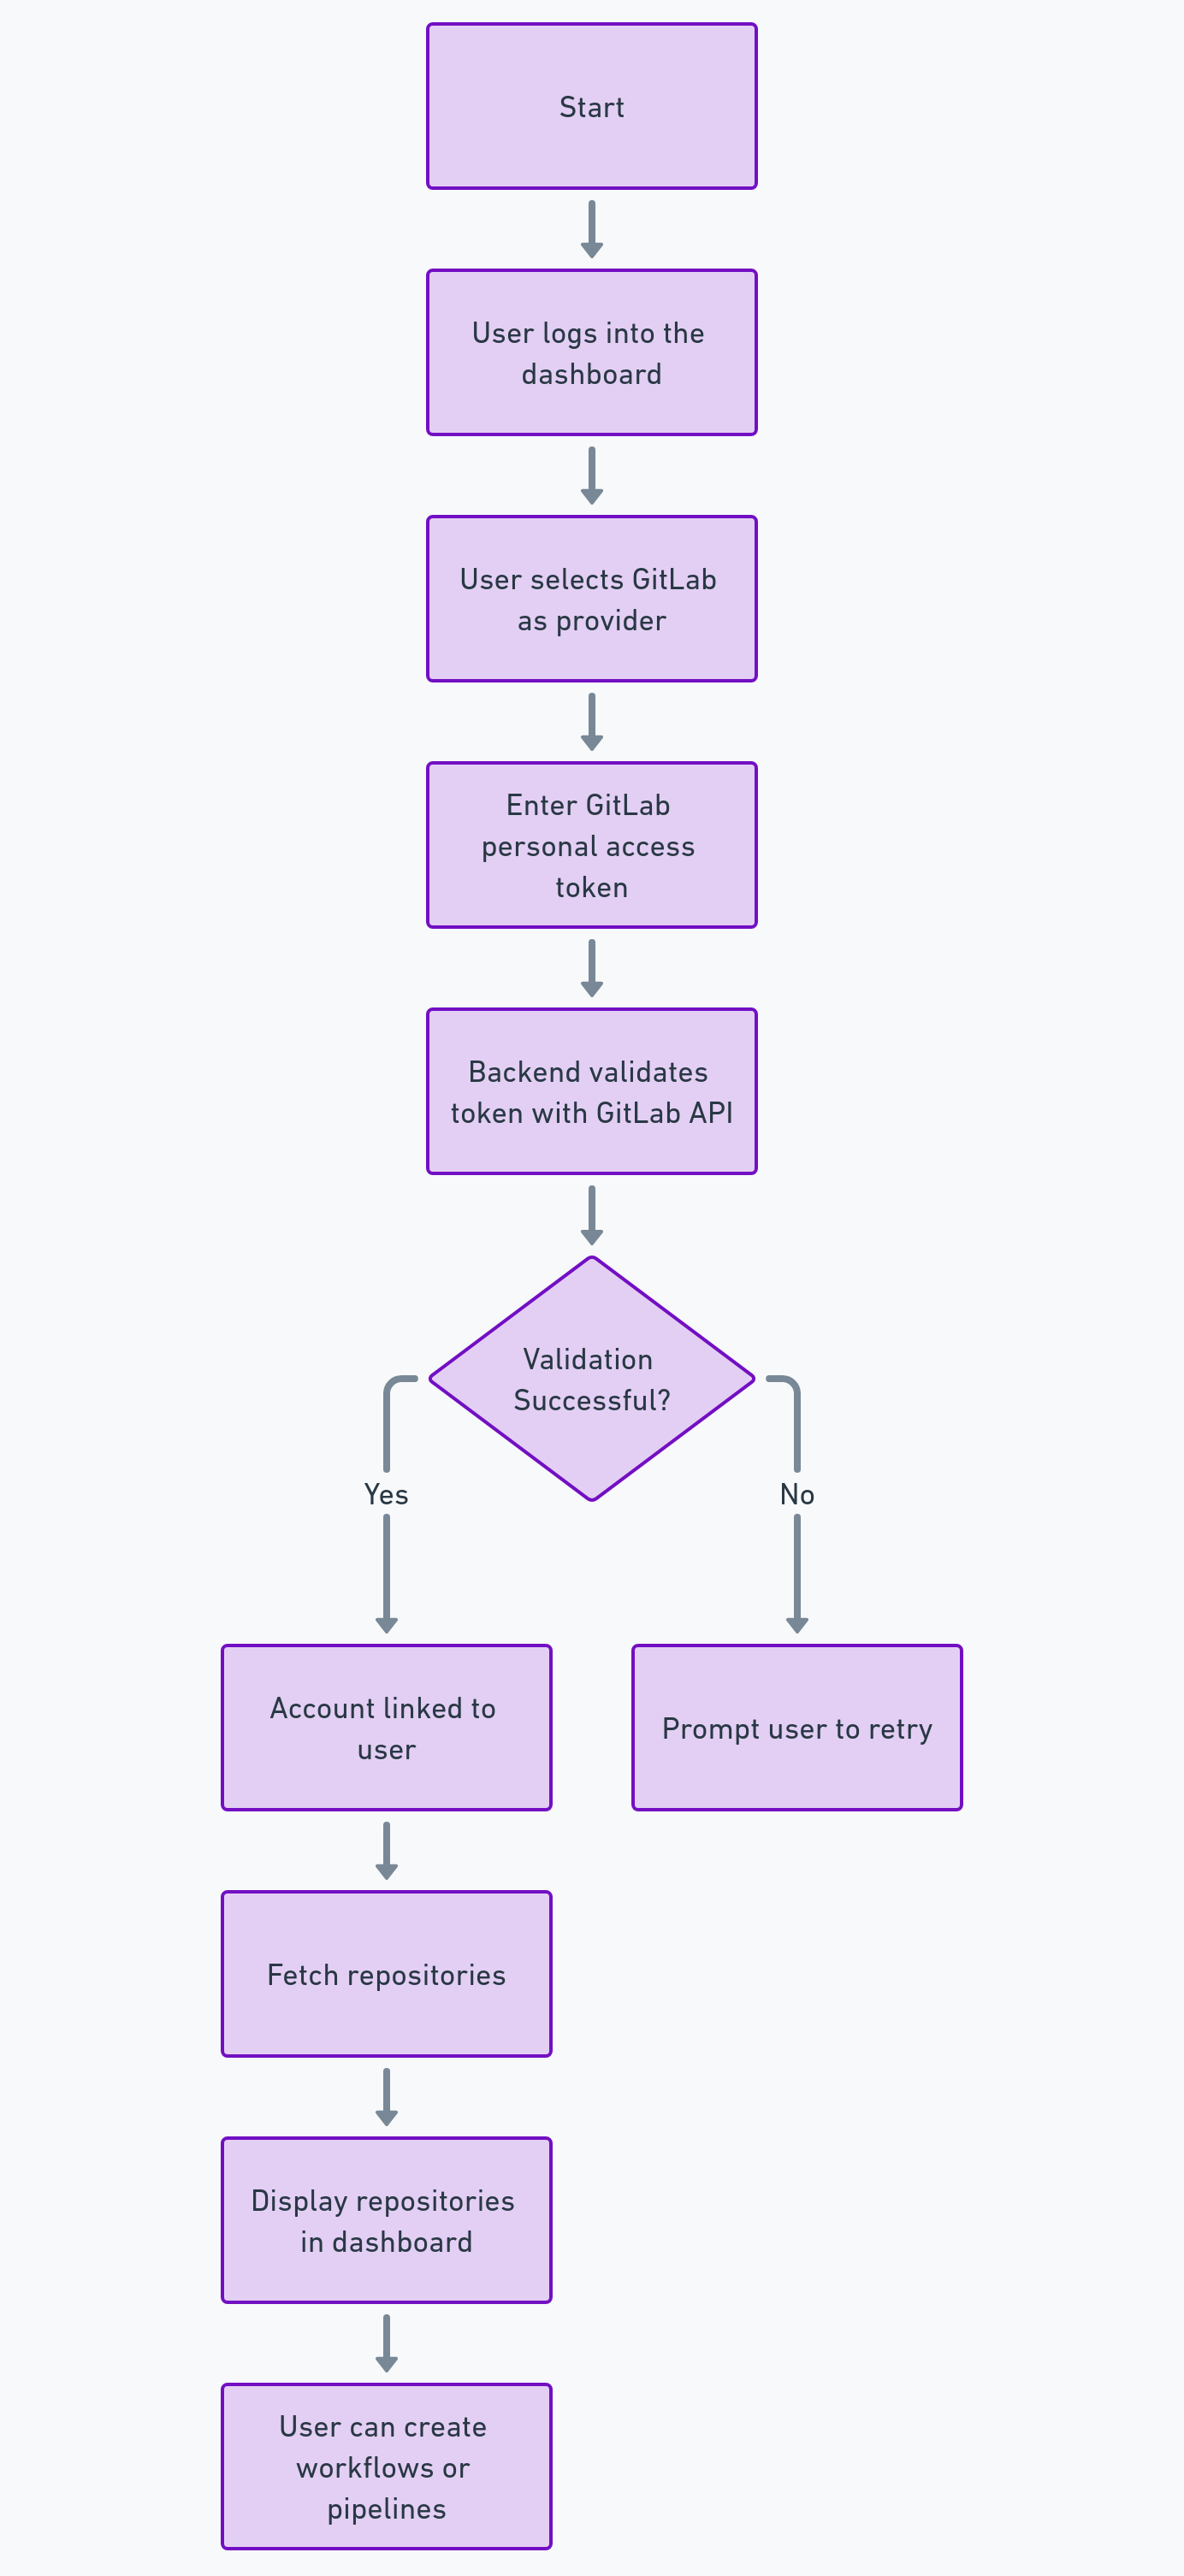 Start
User logs into the
dashboard
User selects GitLab
as provider
Enter GitLab
personal access
token
Backend validates
token with GitLab API
Validation
Successful?
Yes
No
Account linked to
user
Prompt user to retry
Fetch repositories
Display repositories
in dashboard
User can create
workflows or
pipelines